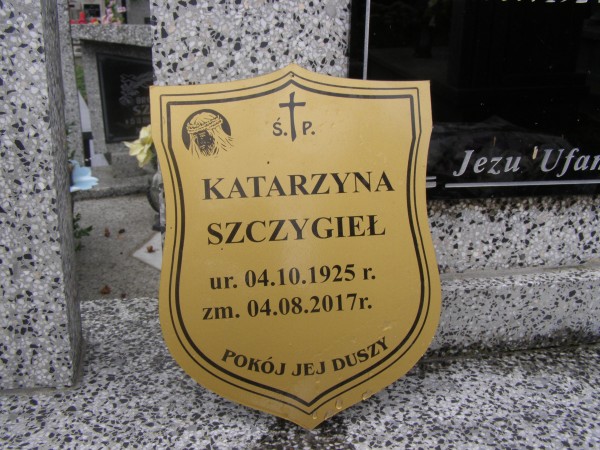 Ś. P.
KATARZYNA
SZCZYGIEŁ
ur. 04.10.1925 r.
zm. 04.08.2017r.
POKÓJ JEJ DUSZY
Jezu Ufam